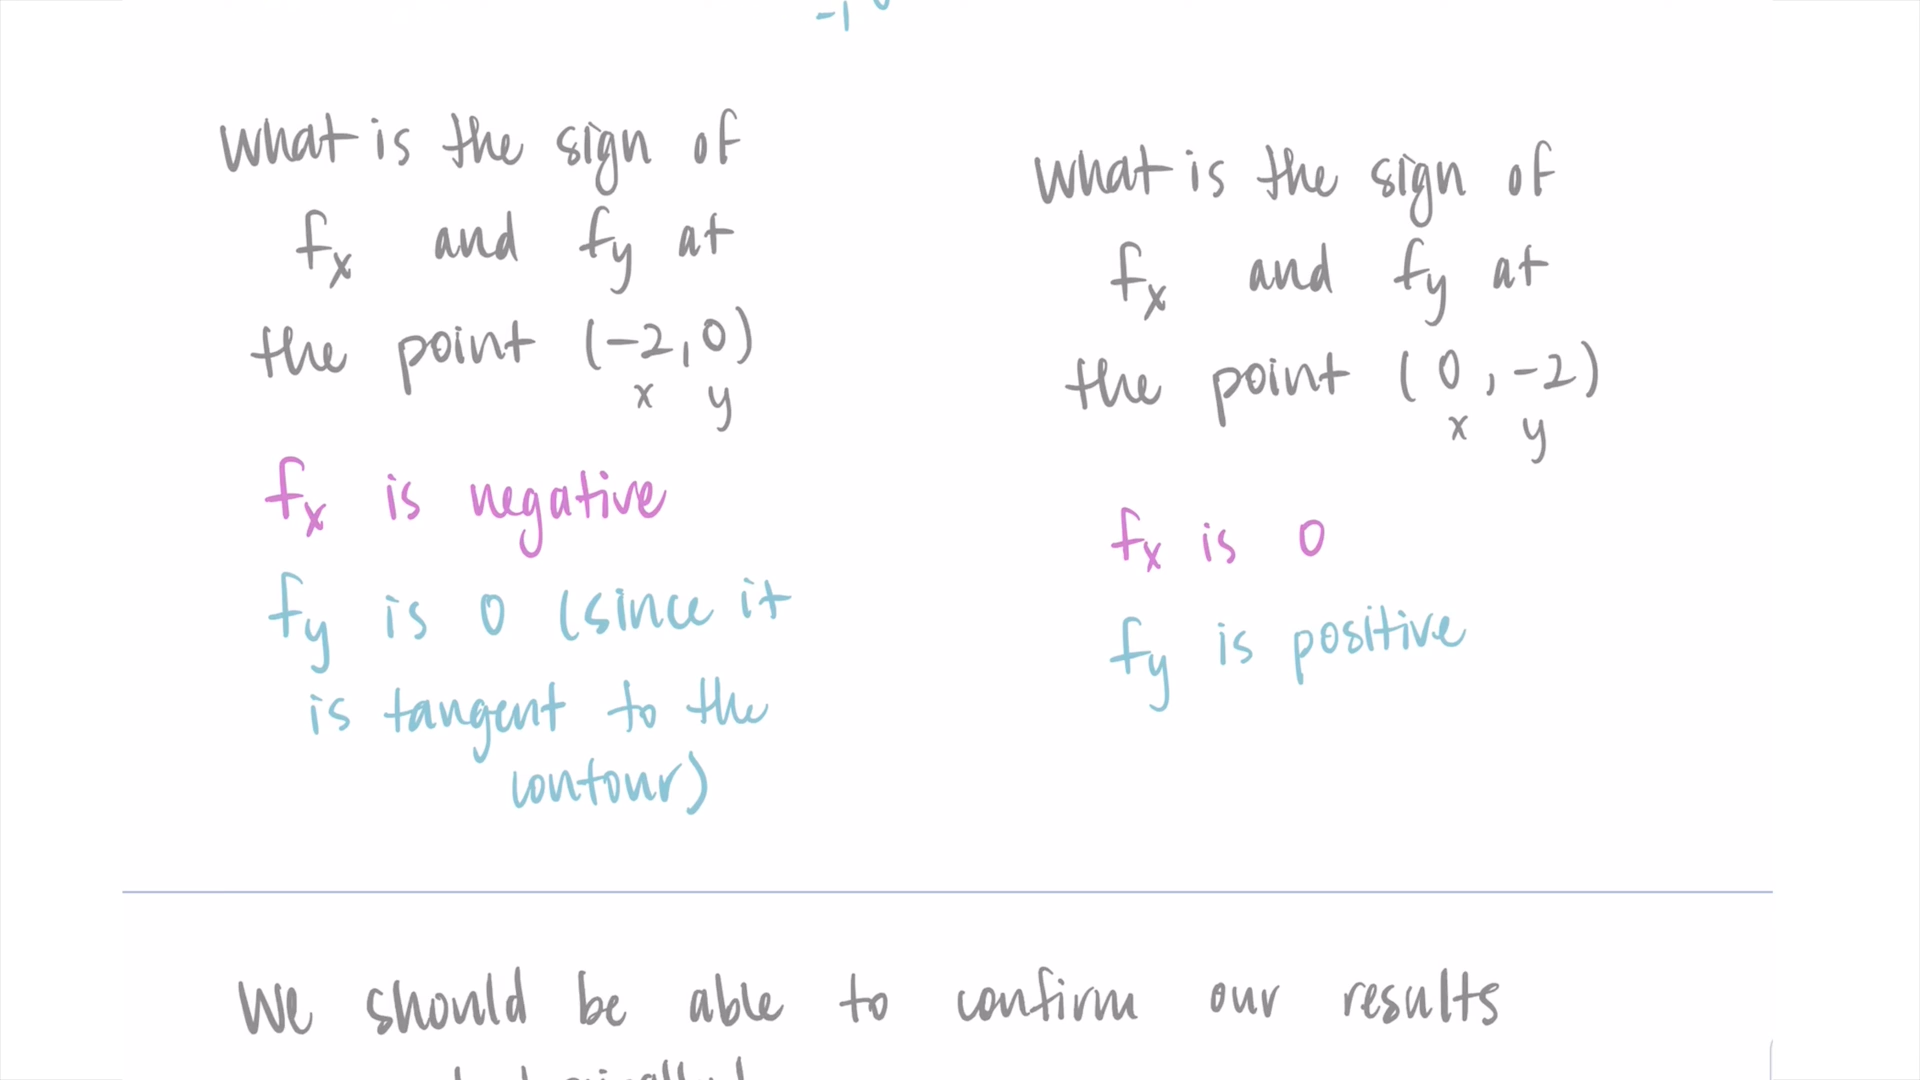 -1
what is the sign of
fx and fy at
the point (-2,0)
x y
fx is negative
fy is 0 (since it
is tangent to the
contour)
what is the sign of
fx and fy at
the point (0,-2)
x y
fx is 0
fy is positive
We should be able to confirm our results